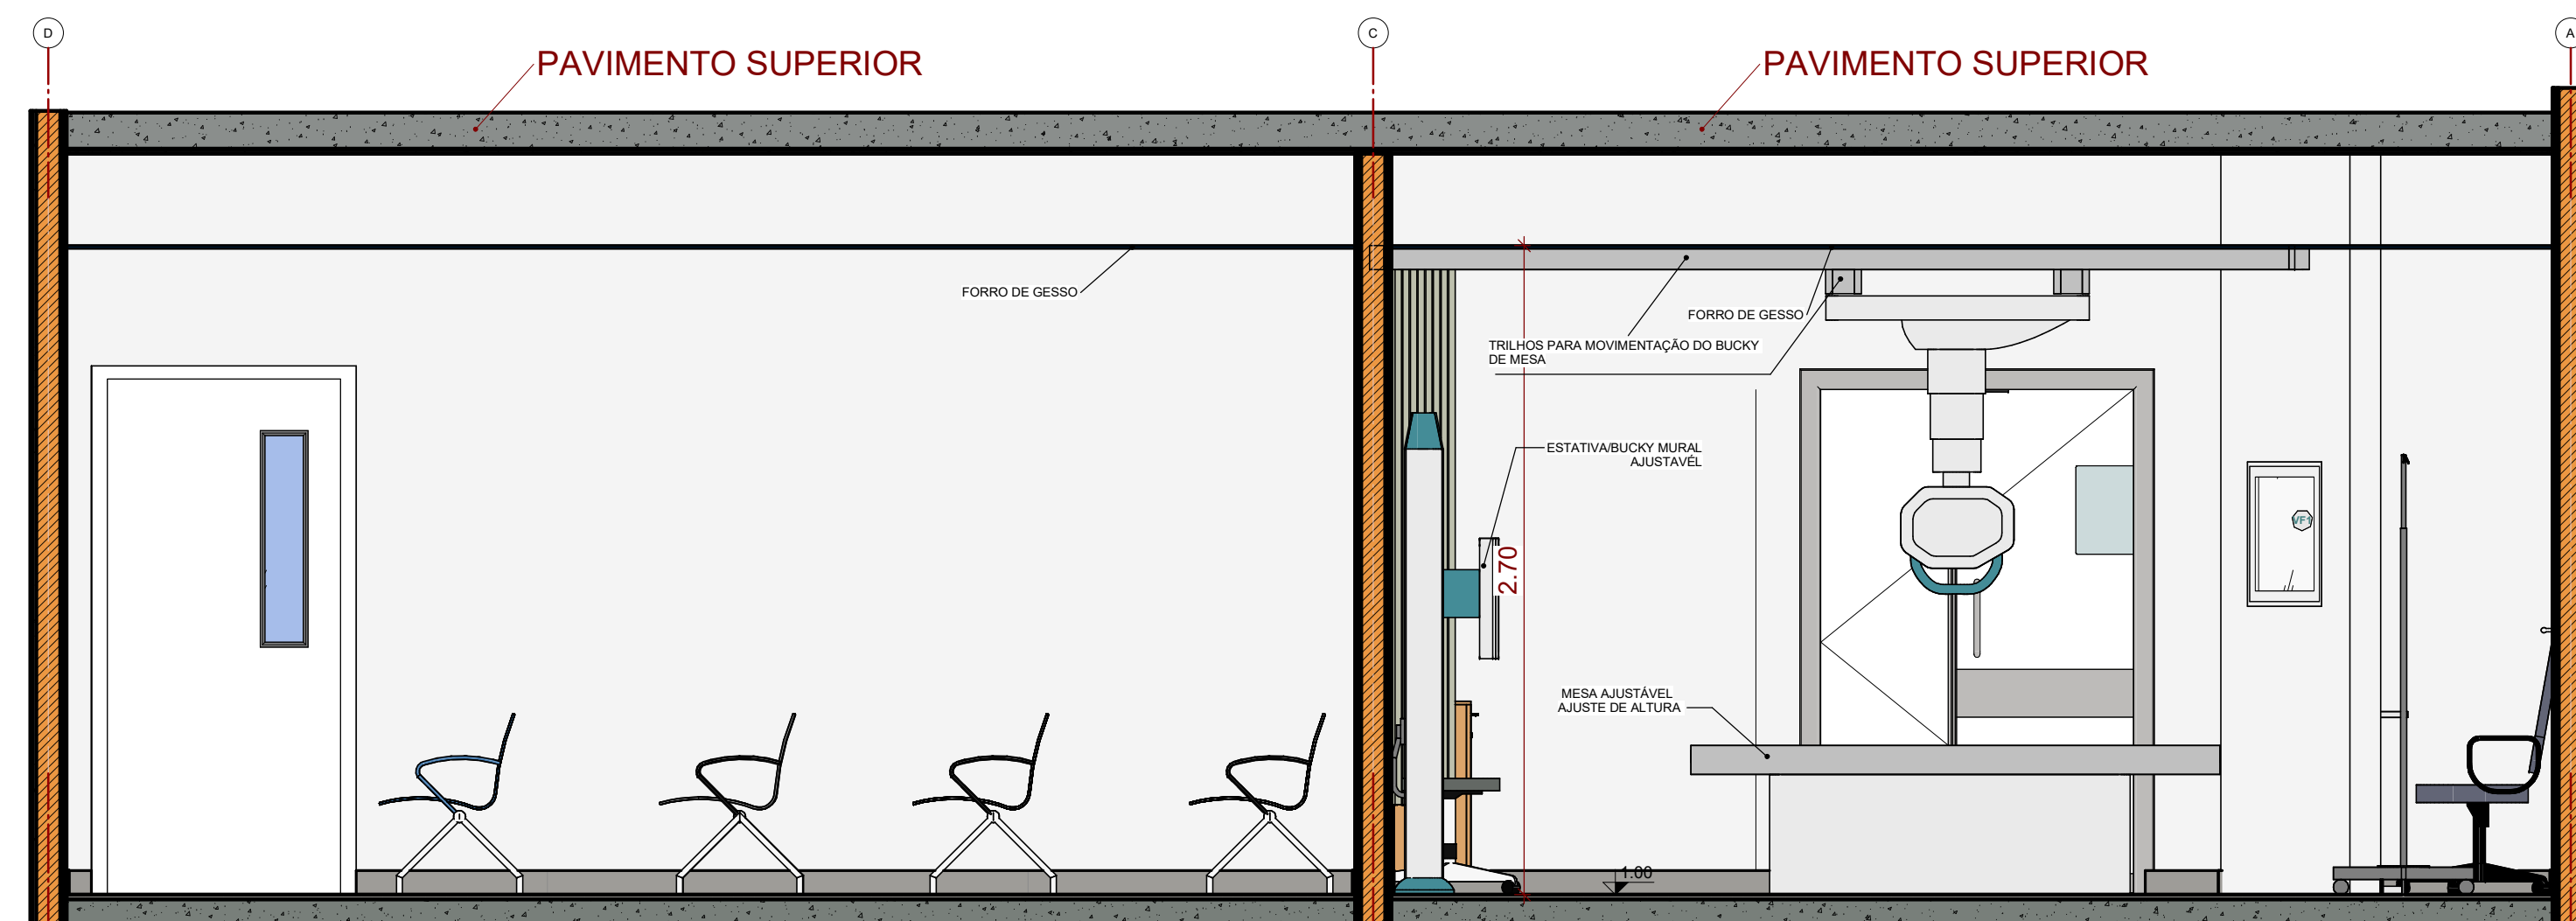 D
C
A
PAVIMENTO SUPERIOR
PAVIMENTO SUPERIOR
FORRO DE GESSO
FORRO DE GESSO
TRILHOS PARA MOVIMENTAÇÃO DO BUCKY
DE MESA
ESTATIVA/BUCKY MURAL
AJUSTAVÉL
VF1
2.70
MESA AJUSTÁVEL
AJUSTE DE ALTURA
1.00